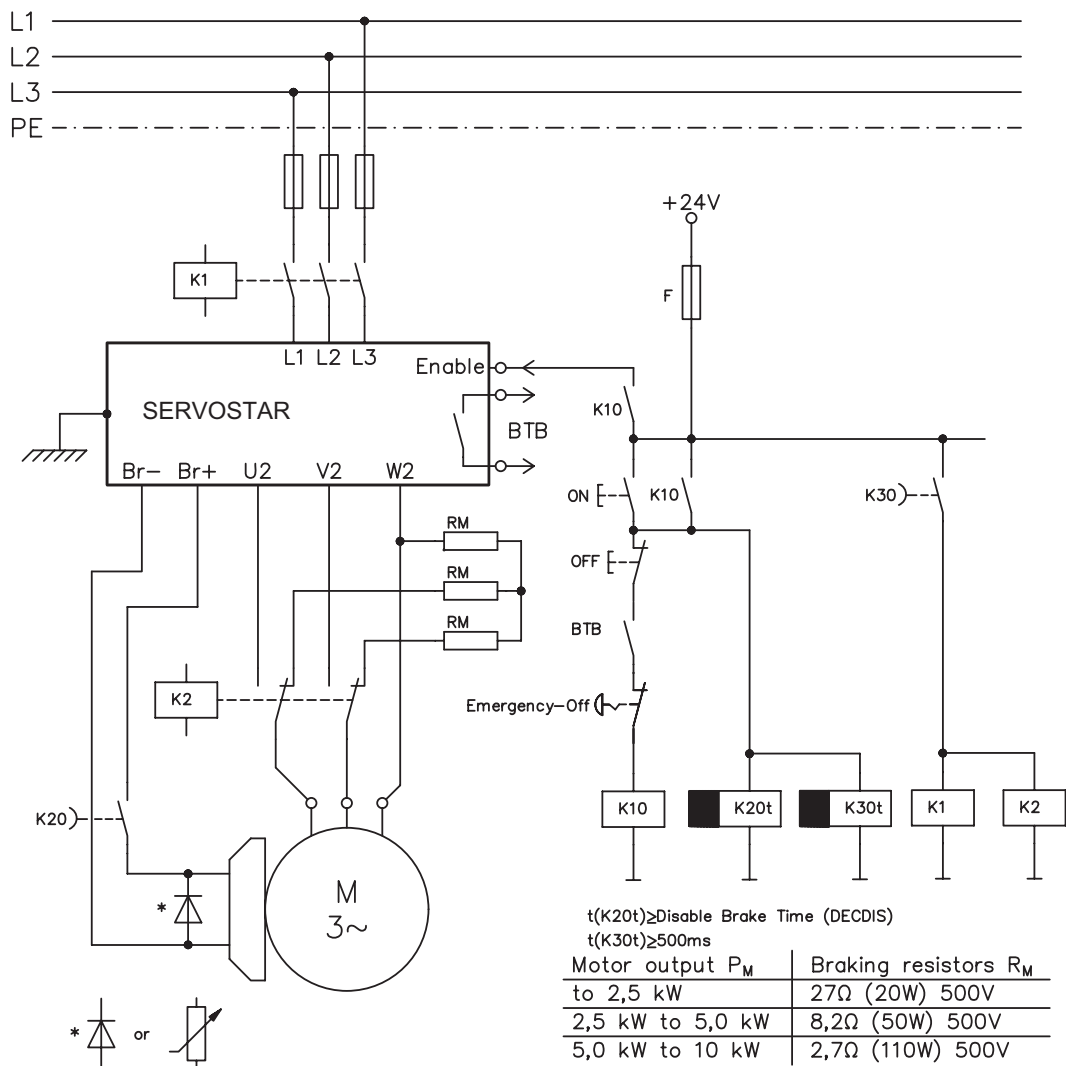 L1
L2
L3
PE
+24V
F
K1
L1 L2 L3
Enable
K10
SERVOSTAR
BTB
Br- Br+ U2 V2 W2
ON
K10
K30
RM
OFF
RM
BTB
RM
K2
Emergency-Off
K20
K10
K20t
K30t
K1
K2
M
3~
*
t(K20t)≥Disable Brake Time (DECDIS)
t(K30t)≥500ms
Motor output PM Braking resistors RM
to 2,5 kW 27Ω (20W) 500V
2,5 kW to 5,0 kW 8,2Ω (50W) 500V
5,0 kW to 10 kW 2,7Ω (110W) 500V
* or